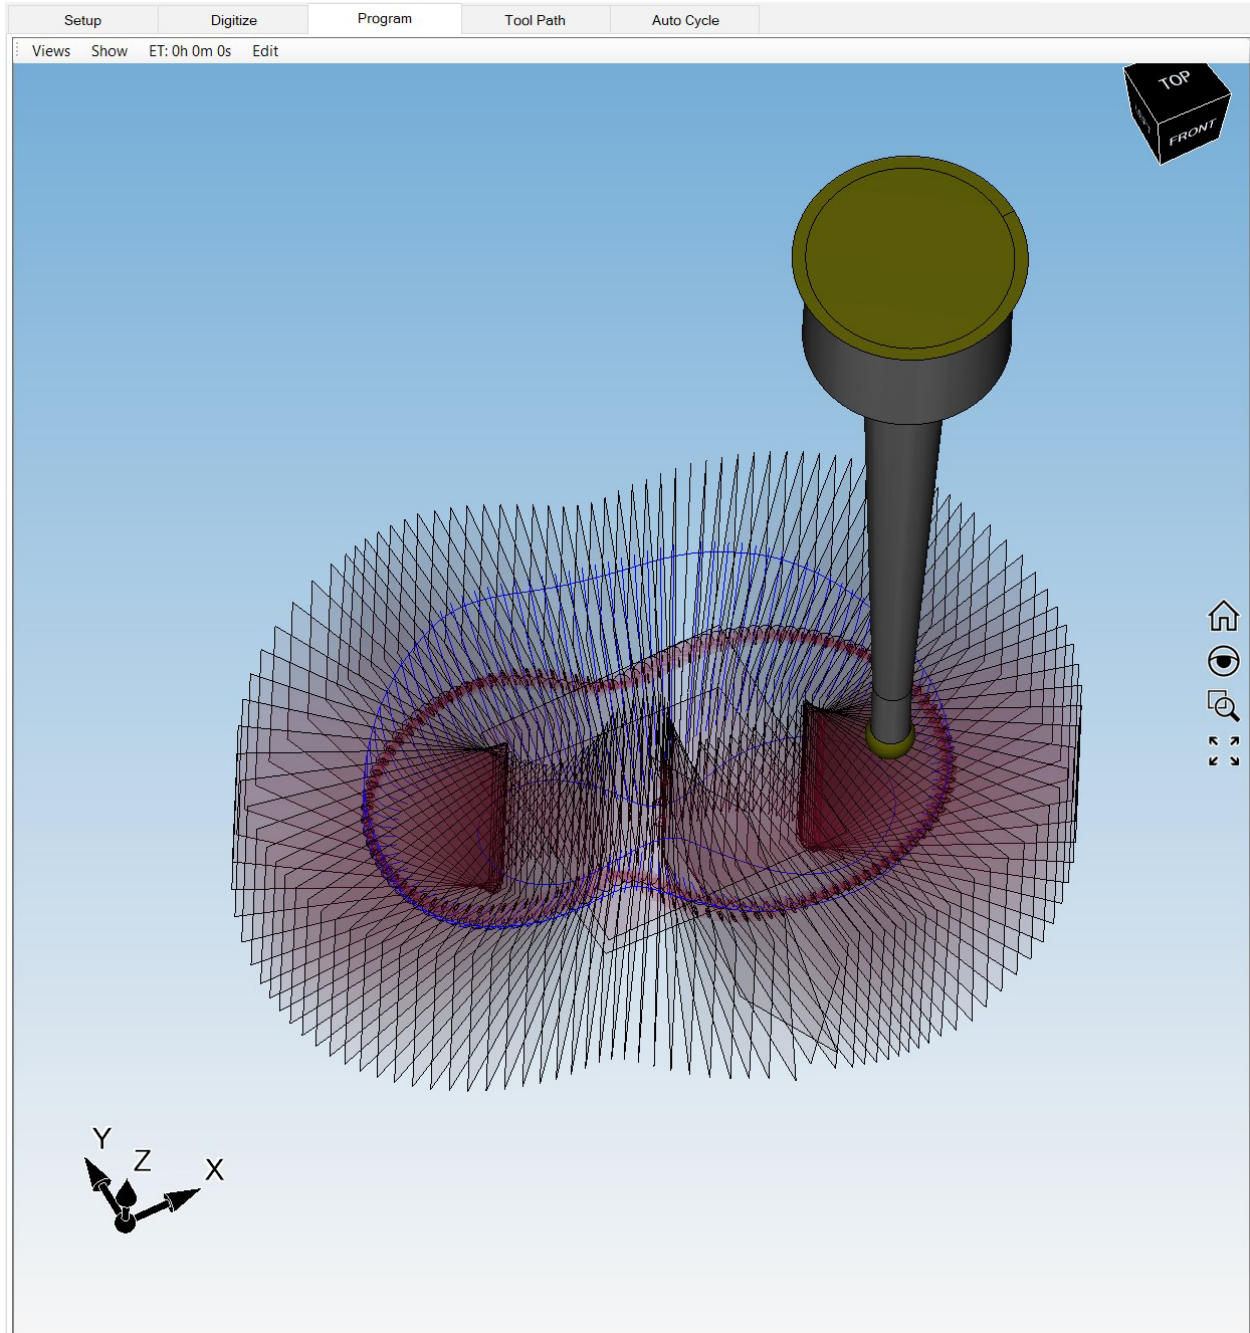 Setup Digitize Program Tool Path Auto Cycle
Views Show ET: 0h 0m 0s Edit
TOP
FRONT
Y
Z
X